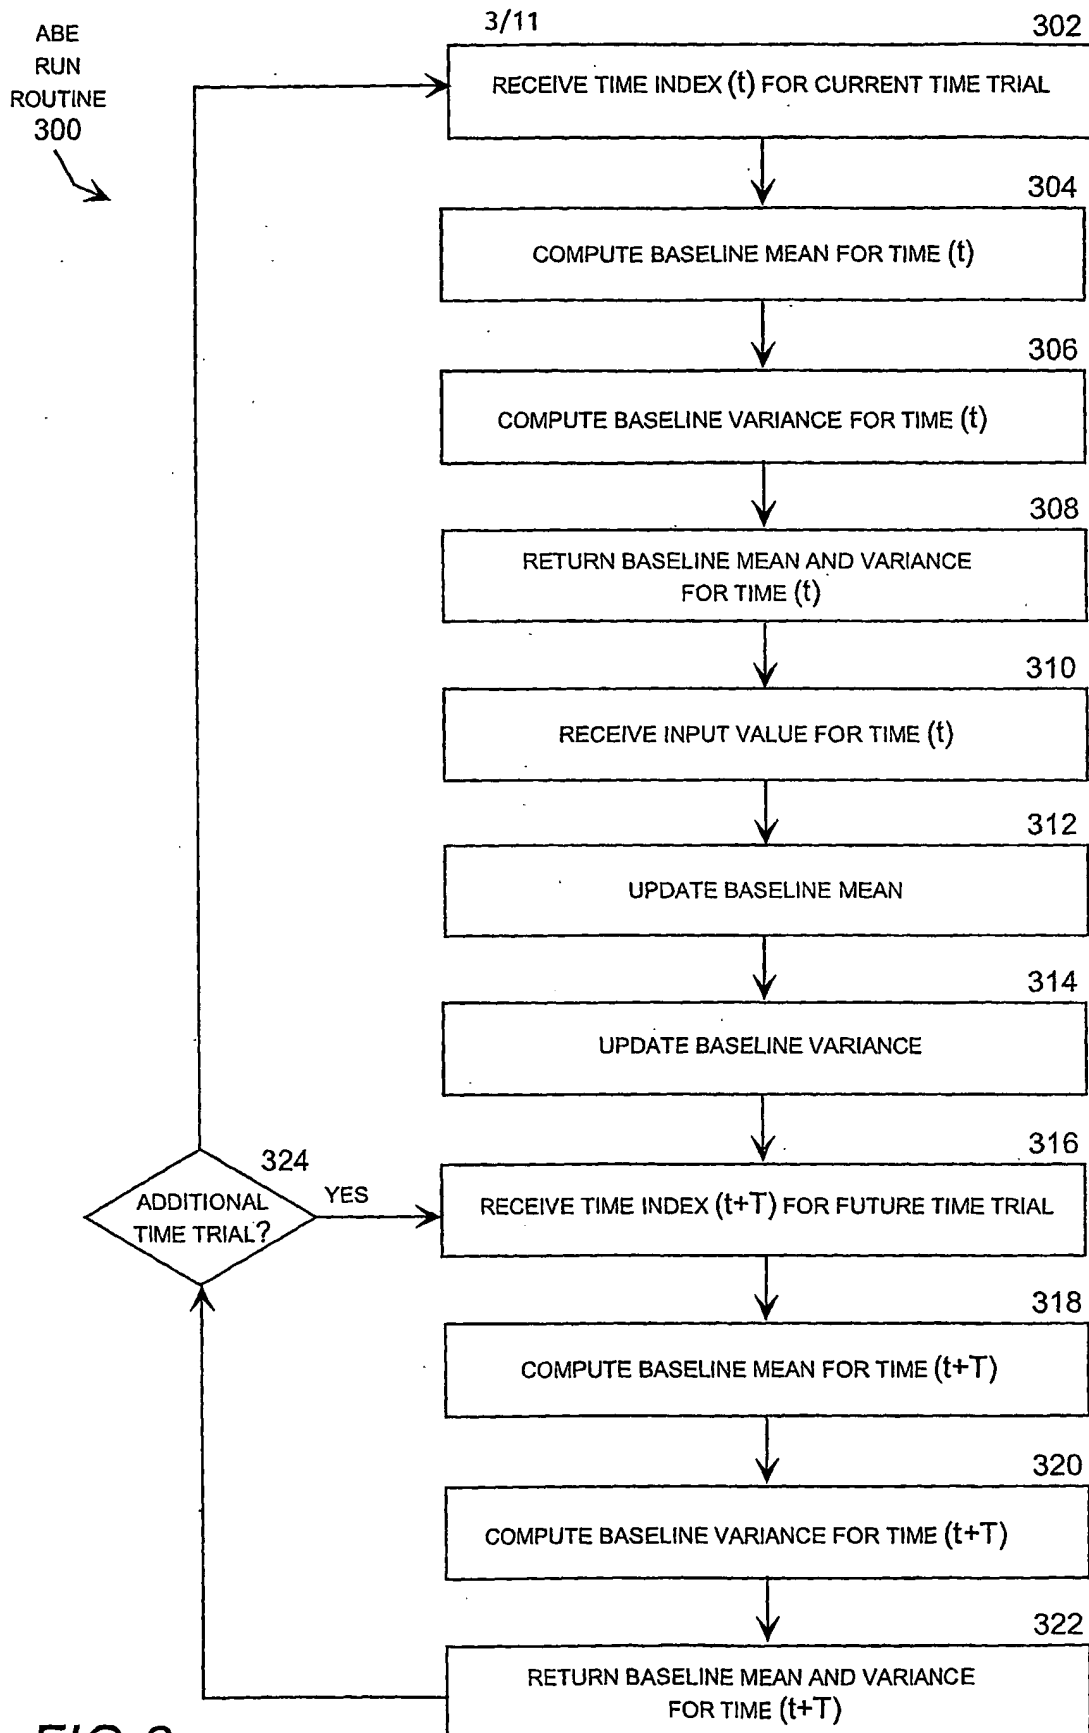 3/11
ABE
RUN
ROUTINE
300
302
RECEIVE TIME INDEX (t) FOR CURRENT TIME TRIAL
304
COMPUTE BASELINE MEAN FOR TIME (t)
306
COMPUTE BASELINE VARIANCE FOR TIME (t)
308
RETURN BASELINE MEAN AND VARIANCE
FOR TIME (t)
310
RECEIVE INPUT VALUE FOR TIME (t)
312
UPDATE BASELINE MEAN
314
UPDATE BASELINE VARIANCE
316
RECEIVE TIME INDEX (t+T) FOR FUTURE TIME TRIAL
324
ADDITIONAL
TIME TRIAL?
YES
318
COMPUTE BASELINE MEAN FOR TIME (t+T)
320
COMPUTE BASELINE VARIANCE FOR TIME (t+T)
322
RETURN BASELINE MEAN AND VARIANCE
FOR TIME (t+T)